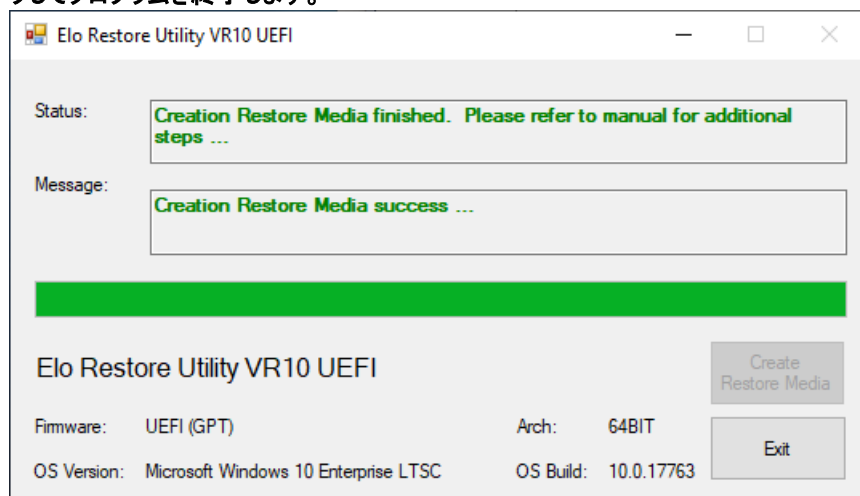 クしてプログラムを終了します。
Elo Restore Utility VR10 UEFI
Status:
Creation Restore Media finished. Please refer to manual for additional
steps ...
Message:
Creation Restore Media success ...
Elo Restore Utility VR10 UEFI
Create
Restore Media
Firmware: UEFI (GPT) Arch: 64BIT
Exit
OS Version: Microsoft Windows 10 Enterprise LTSC OS Build: 10.0.17763